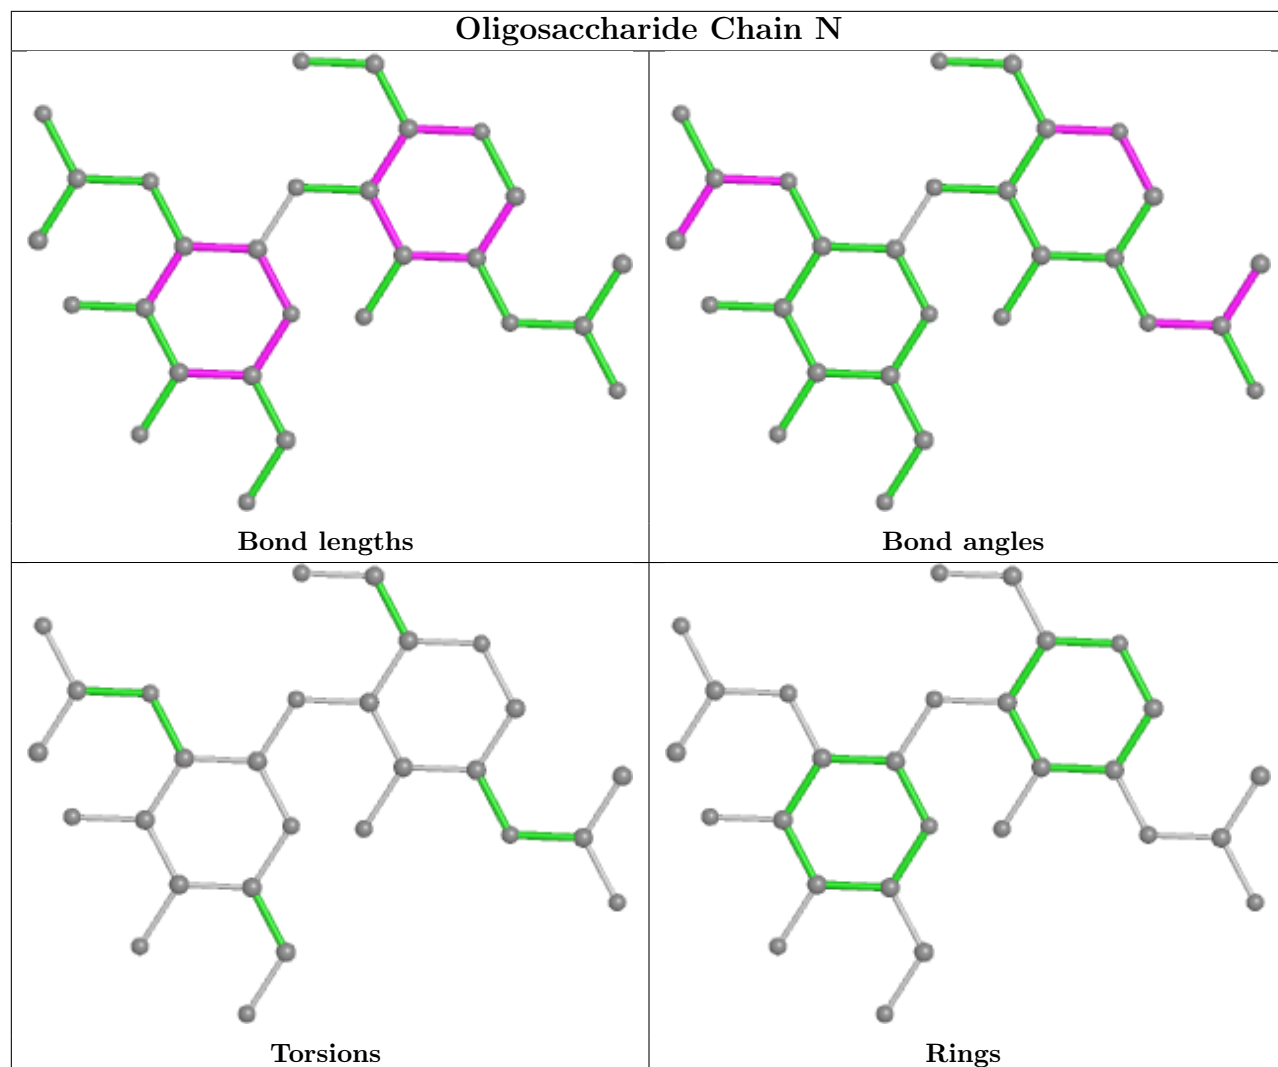 Oligosaccharide Chain N
Bond lengths
Bond angles
Torsions
Rings